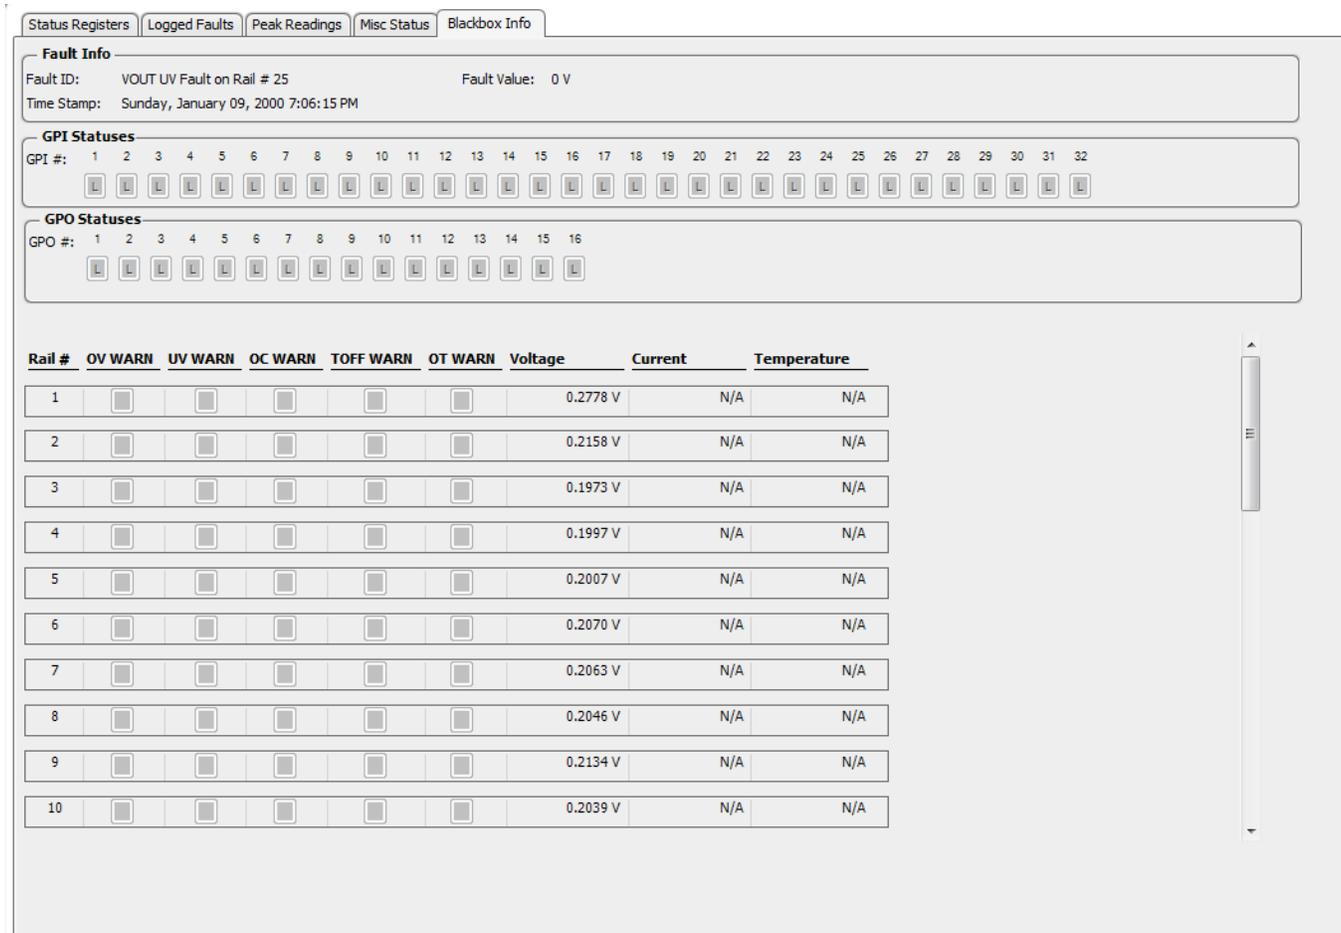 Status Registers Logged Faults Peak Readings Misc Status Blackbox Info
Fault Info
Fault ID: VOUT UV Fault on Rail # 25 Fault Value: 0 V
Time Stamp: Sunday, January 09, 2000 7:06:15 PM
GPI Statuses
GPI #: 1 2 3 4 5 6 7 8 9 10 11 12 13 14 15 16 17 18 19 20 21 22 23 24 25 26 27 28 29 30 31 32
L L L L L L L L L L L L L L L L L L L L L L L L L L L L L L L L
GPO Statuses
GPO #: 1 2 3 4 5 6 7 8 9 10 11 12 13 14 15 16
L L L L L L L L L L L L L L L L
Rail # OV WARN UV WARN OC WARN TOFF WARN OT WARN Voltage Current Temperature
1 0.2778 V N/A N/A
2 0.2158 V N/A N/A
3 0.1973 V N/A N/A
4 0.1997 V N/A N/A
5 0.2007 V N/A N/A
6 0.2070 V N/A N/A
7 0.2063 V N/A N/A
8 0.2046 V N/A N/A
9 0.2134 V N/A N/A
10 0.2039 V N/A N/A